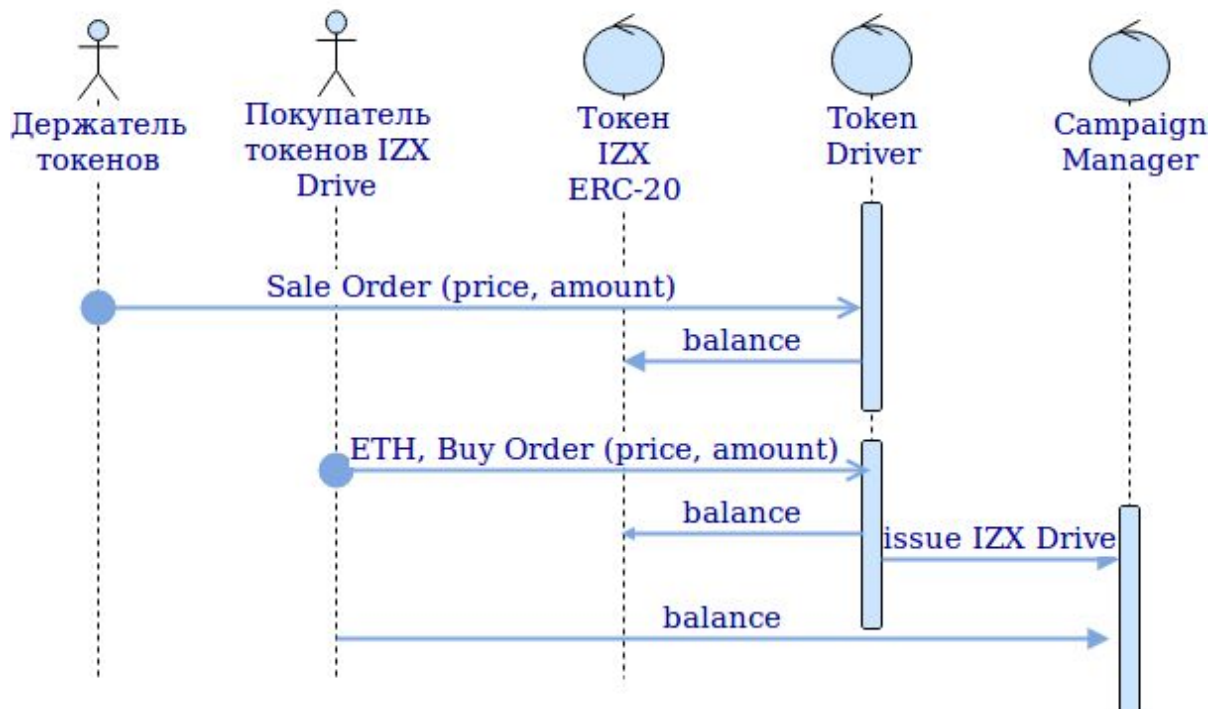 Держатель
токенов
Покупатель
токенов IZX
Drive
Токен
IZX
ERC-20
Token
Driver
Campaign
Manager
Sale Order (price, amount)
balance
ETH, Buy Order (price, amount)
balance
issue IZX Drive
balance